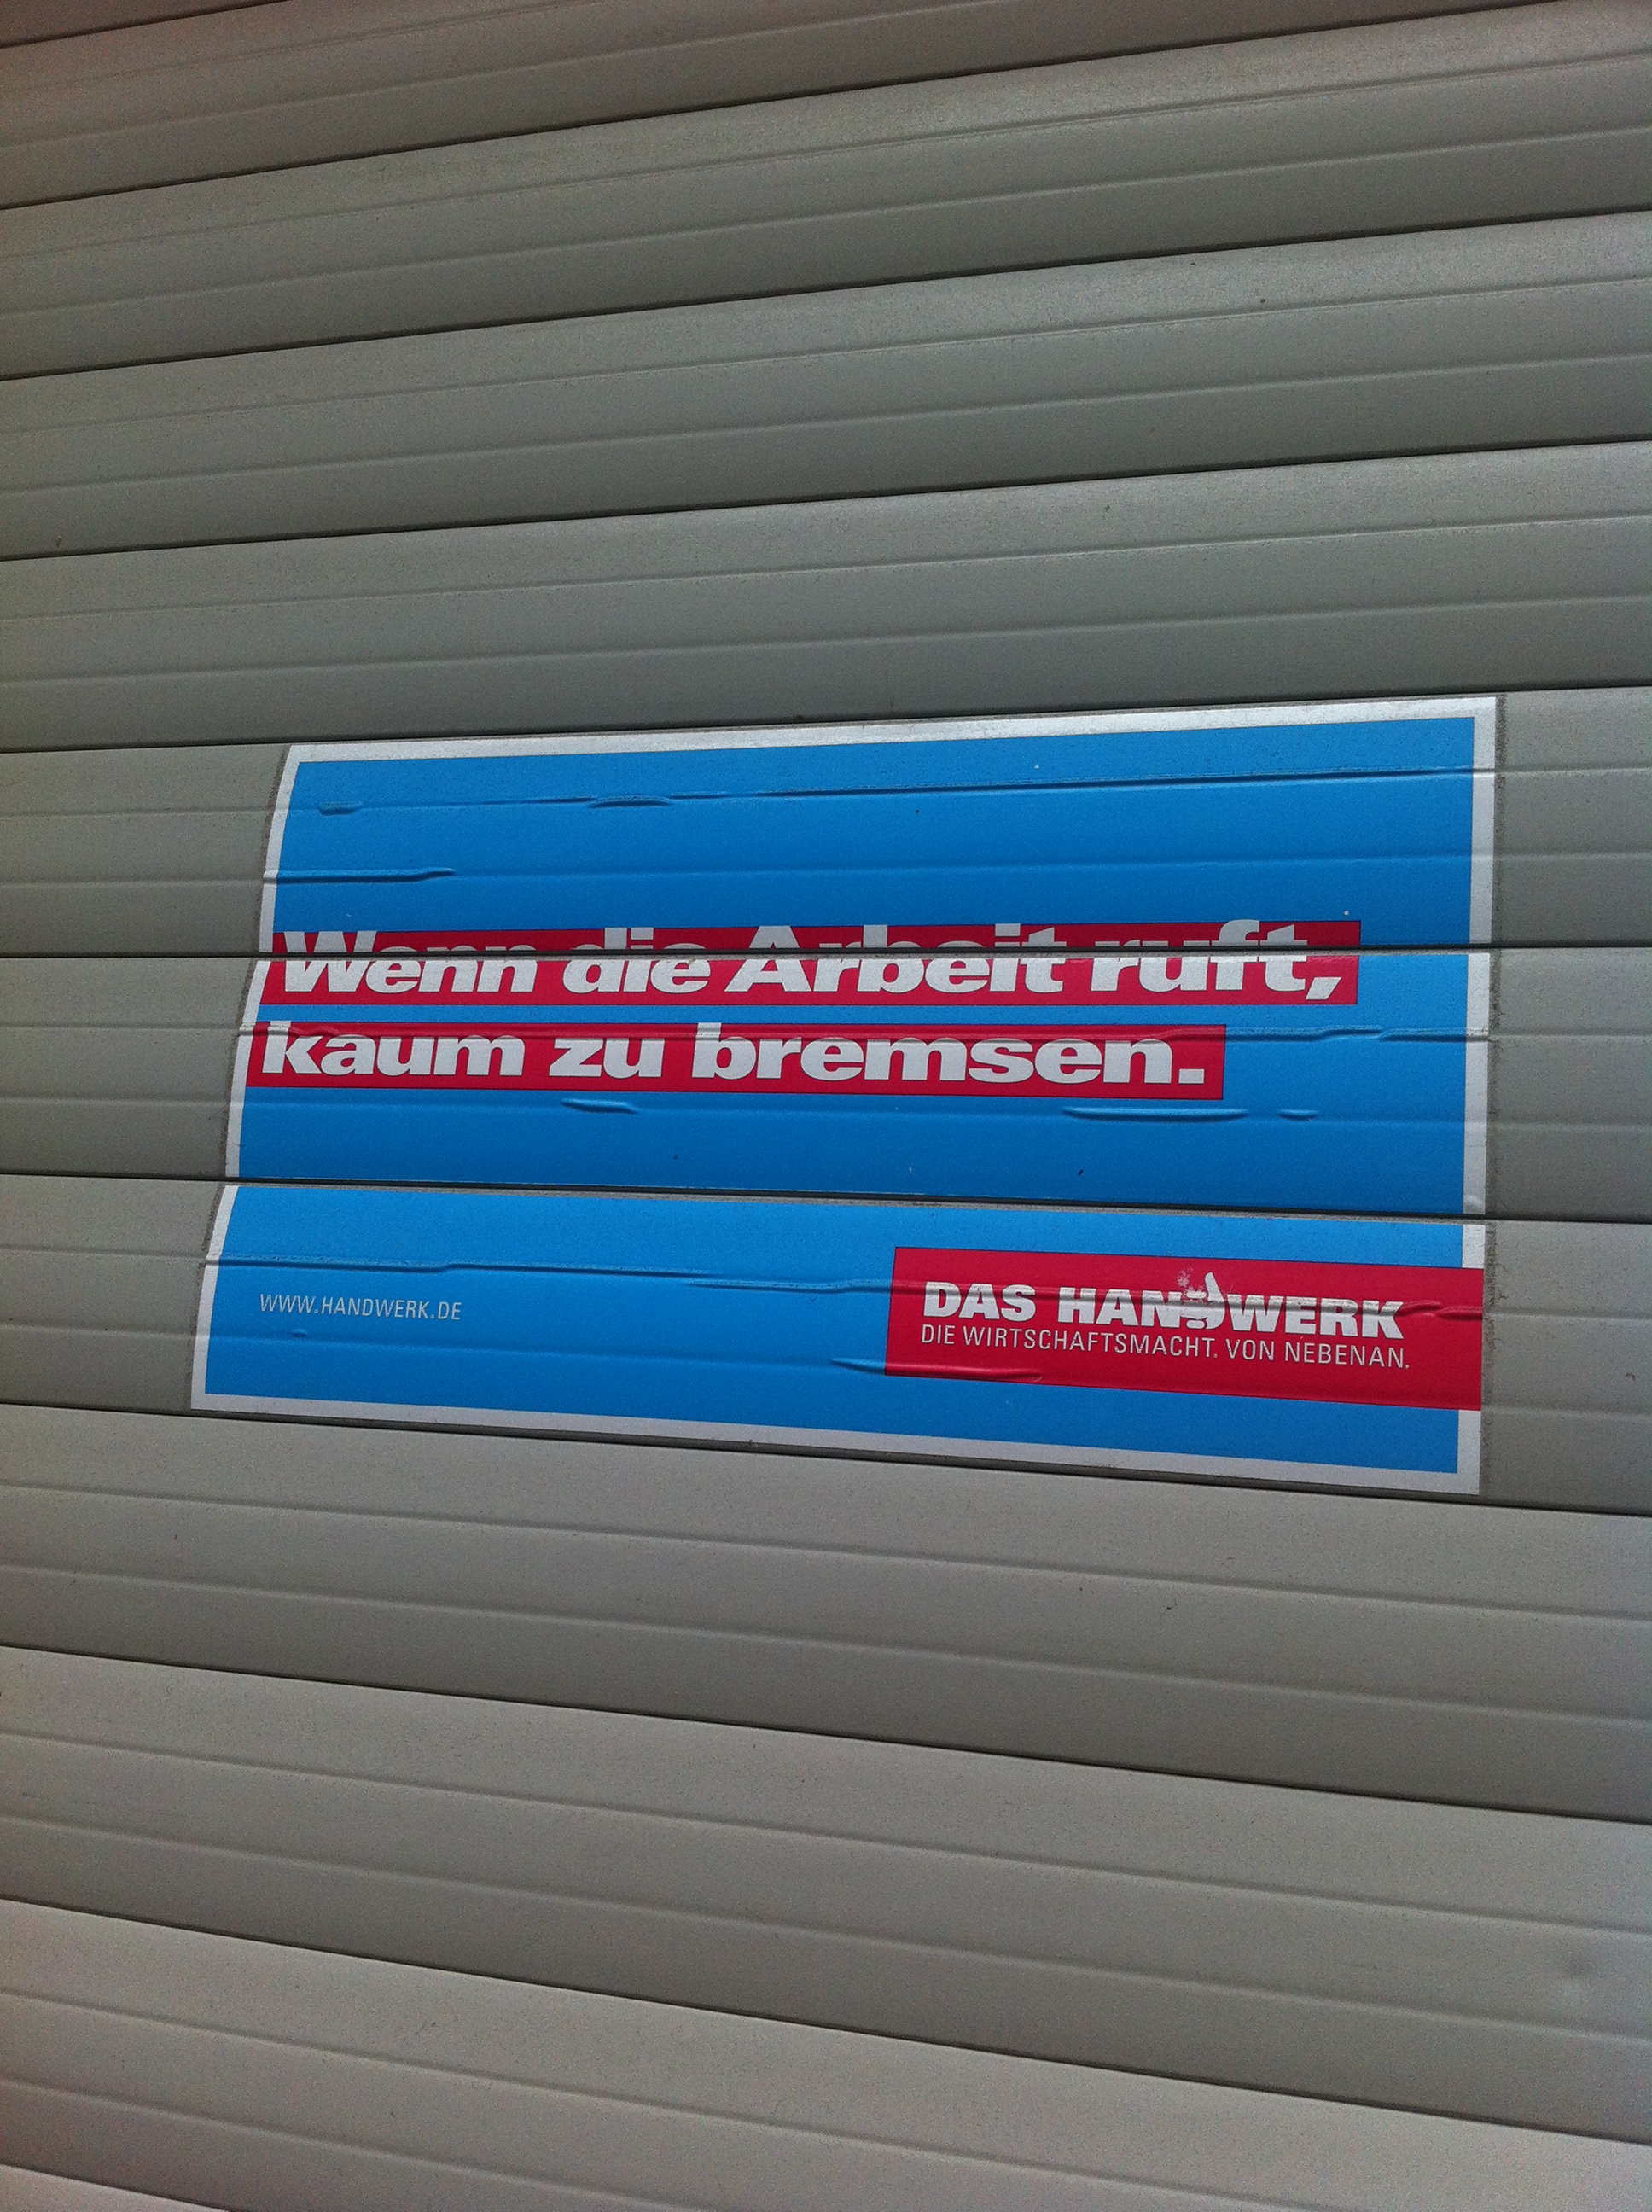 Wenn die Arbeit ruft,
kaum zu bremsen.
WWW.HANDWERK.DE
DAS HANDWERK
DIE WIRTSCHAFTSMACHT. VON NEBENAN.